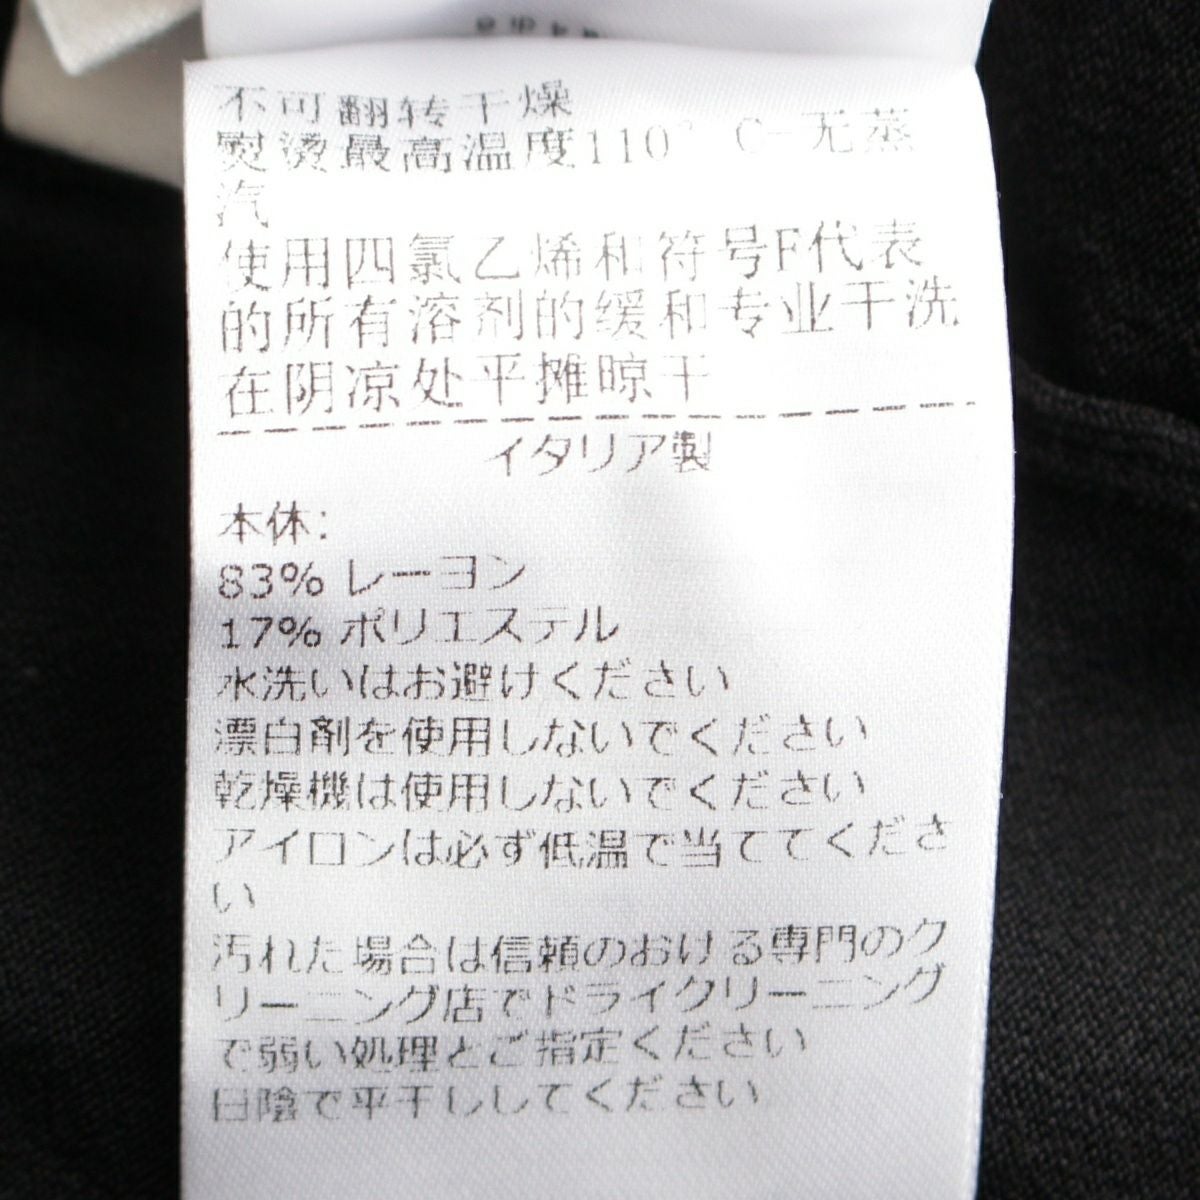 不可翻转干燥
熨烫最高温度110° C-无蒸
汽
使用四氯乙烯和符号F代表
的所有溶剂的缓和专业干洗
在阴凉处平摊晾干
イタリア製
本体:
83% レーヨン
17% ポリエステル
水洗いはお避けください
漂白剤を使用しないでください
乾燥機は使用しないでください
アイロンは必ず低温で当ててくださ
い
汚れた場合は信頼のおける専門のク
リーニング店でドライクリーニング
で弱い処理とご指定ください
日陰で平干ししてください